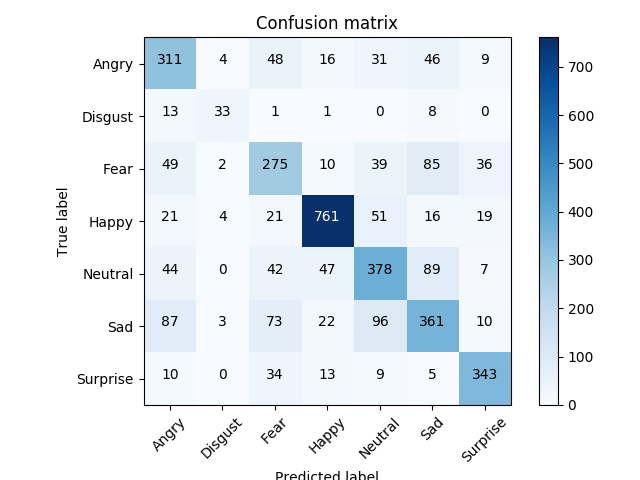 Confusion matrix
True label
Angry 311 4 48 16 31 46 9
Disgust 13 33 1 1 0 8 0
Fear 49 2 275 10 39 85 36
Happy 21 4 21 761 51 16 19
Neutral 44 0 42 47 378 89 7
Sad 87 3 73 22 96 361 10
Surprise 10 0 34 13 9 5 343
Angry Disgust Fear Happy Neutral Sad Surprise
Predicted label
700
600
500
400
300
200
100
0